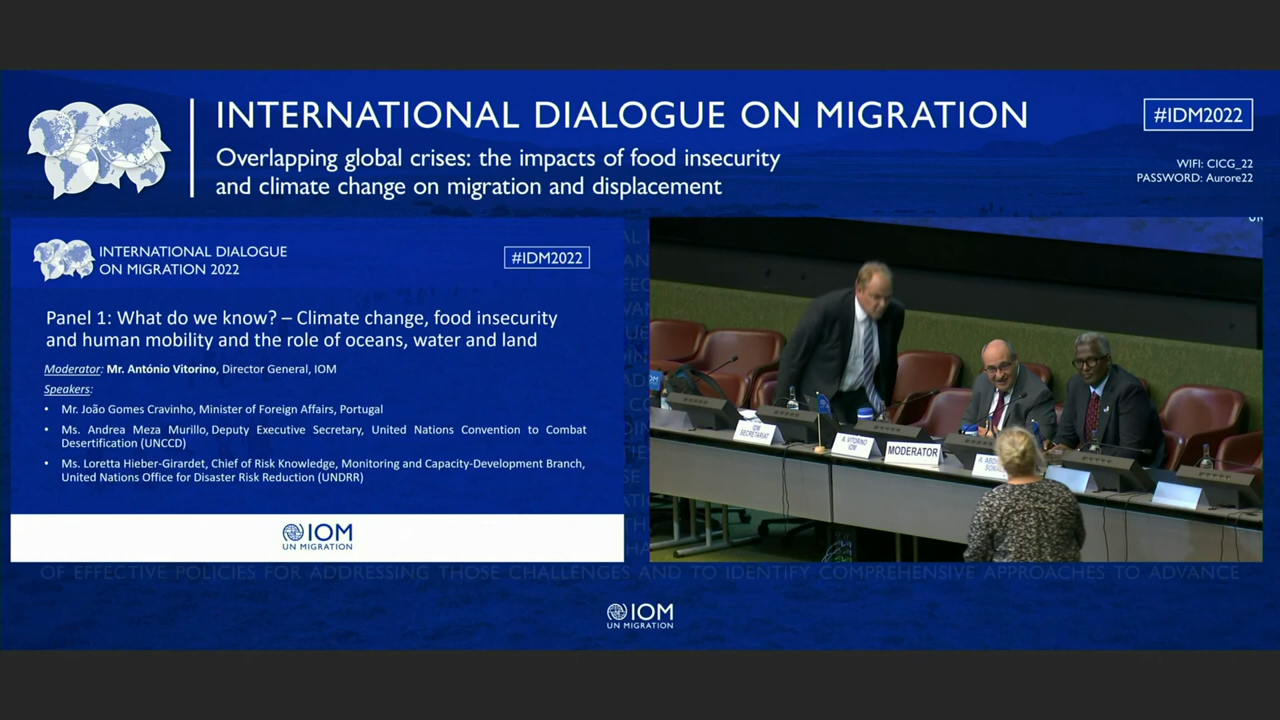 INTERNATIONAL DIALOGUE ON MIGRATION
Overlapping global crises: the impacts of food insecurity
and climate change on migration and displacement
#IDM2022
WIFI: CICG_22
PASSWORD: Aurore22
INTERNATIONAL DIALOGUE
ON MIGRATION 2022
#IDM2022
Panel 1: What do we know? – Climate change, food insecurity
and human mobility and the role of oceans, water and land
Moderator: Mr. António Vitorino, Director General, IOM
Speakers:
• Mr. João Gomes Cravinho, Minister of Foreign Affairs, Portugal
• Ms. Andrea Meza Murillo, Deputy Executive Secretary, United Nations Convention to Combat
Desertification (UNCCD)
• Ms. Loretta Hieber-Girardet, Chief of Risk Knowledge, Monitoring and Capacity-Development Branch,
United Nations Office for Disaster Risk Reduction (UNDRR)
IOM
UN MIGRATION
IOM
IDM
SECRETARIAT
A. VITORINO
IOM
MODERATOR
OF EFFECTIVE POLICIES FOR ADDRESSING THOSE CHALLENGES AND TO IDENTIFY COMPREHENSIVE APPROACHES TO ADVANCE
IOM
UN MIGRATION